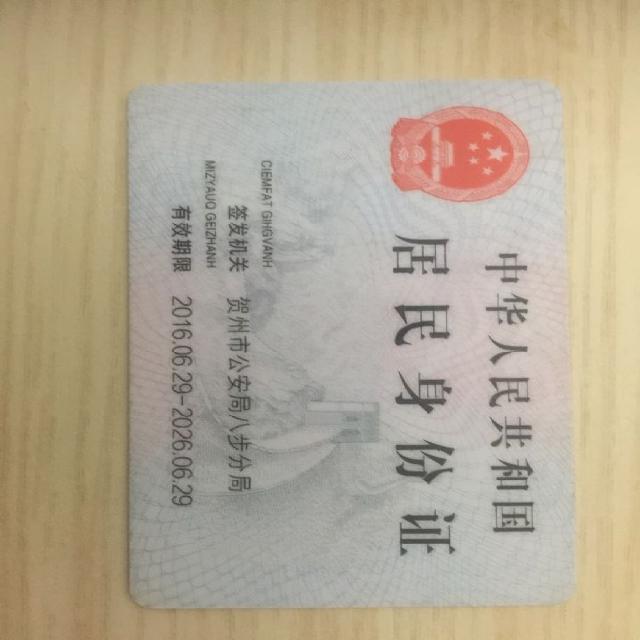 中华人民共和国
居民身份证
CIEMFAT GIHGVANH
签发机关 贺州市公安局八步分局
MIZYAUQ GEIZHANH
有效期限 2016.06.29-2026.06.29